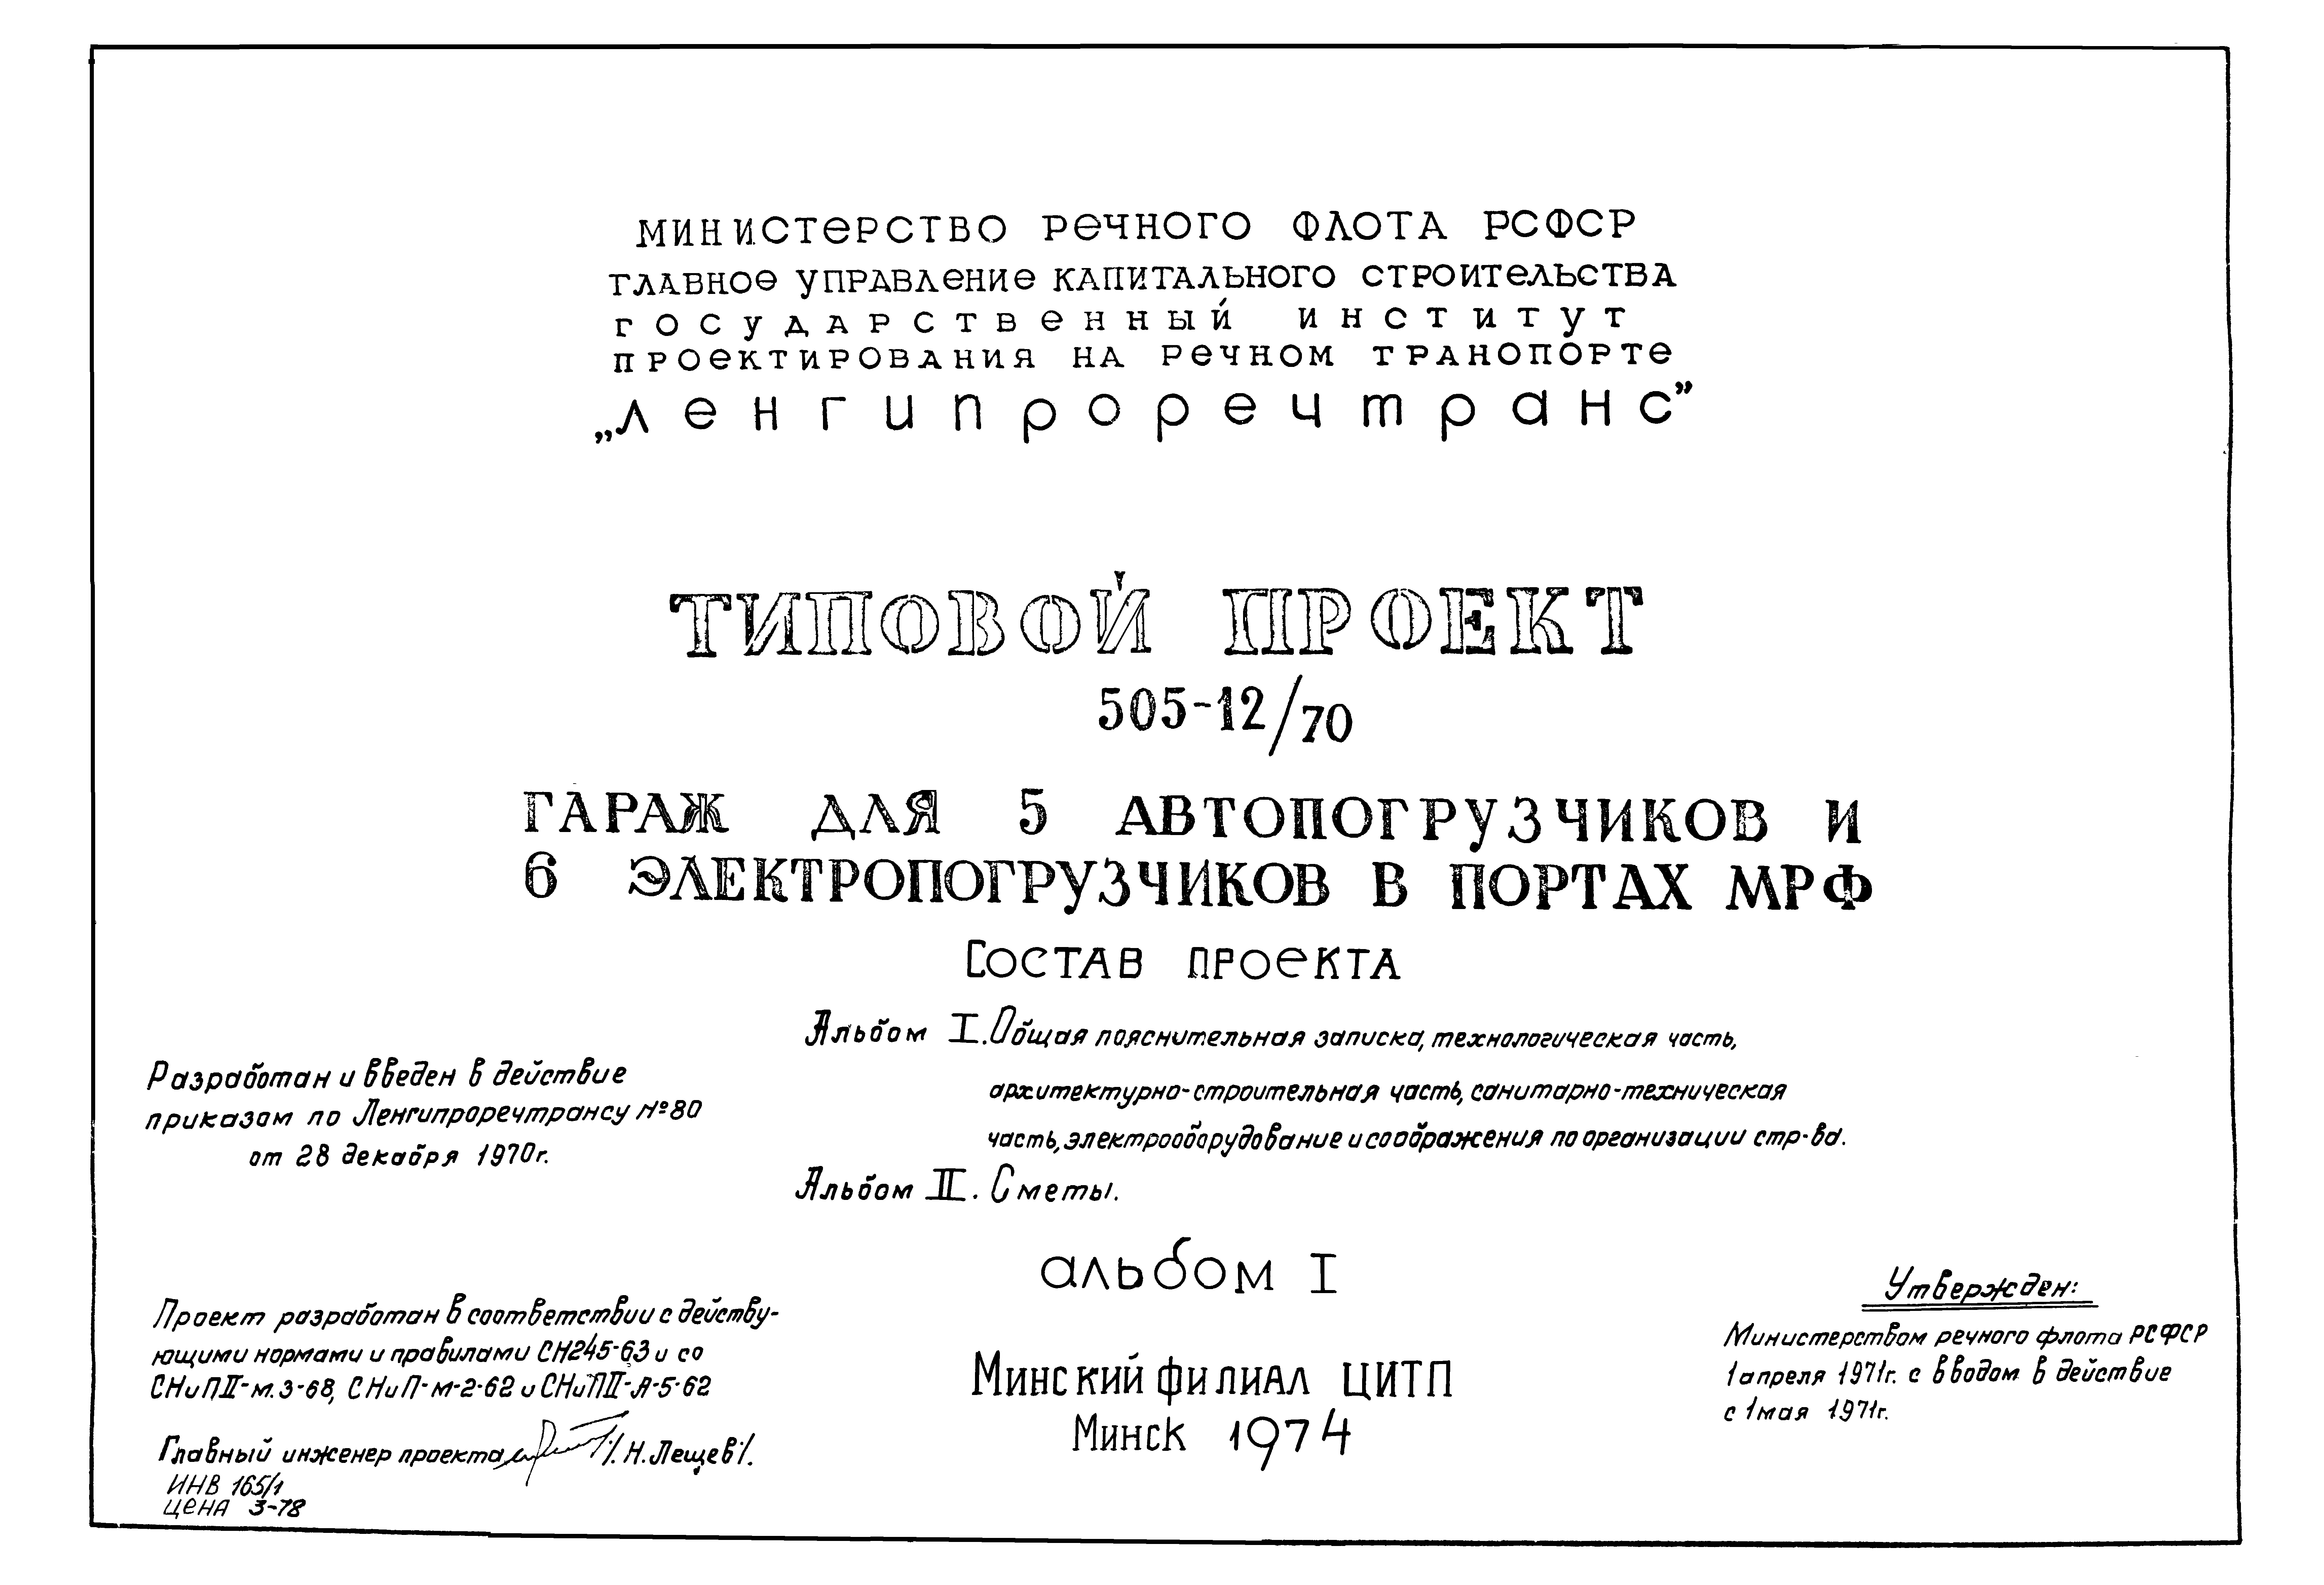 МИНИСТЕРСТВО РЕЧНОГО ФЛОТА РСФСР
ГЛАВНОЕ УПРАВЛЕНИЕ КАПИТАЛЬНОГО СТРОИТЕЛЬСТВА
ГОСУДАРСТВЕННЫЙ ИНСТИТУТ
ПРОЕКТИРОВАНИЯ НА РЕЧНОМ ТРАНОПОРТЕ
„Ленгипроречтранс”
ТИПОВОЙ ПРОЕКТ
505-12/70
ГАРАЖ ДЛЯ 5 АВТОПОГРУЗЧИКОВ И
6 ЭЛЕКТРОПОГРУЗЧИКОВ В ПОРТАХ МРФ
СОСТАВ ПРОЕКТА
Альбом I. Общая пояснительная записка, технологическая часть,
архитектурно-строительная часть, санитарно-техническая
часть, электрооборудование и соображения по организации стр-ва.
Альбом II. Сметы.
Разработан и введен в действие
приказом по Ленгипроречтрансу №80
от 28 декабря 1970г.
альбом I
Проект разработан в соответствии с действу-
ющими нормами и правилами СН245-63 и со
СНиПII-М.3-68, СНиП-М-2-62 и СНиПII-Л-5-62
Главный инженер проекта /.Н.Лещев/.
ИНВ 165/1
ЦЕНА 3-78
Минский филиал ЦИТП
Минск 1974
Утвержден:
Министерством речного флота РСФСР
1 апреля 1971г. с вводом в действие
с 1 мая 1971г.